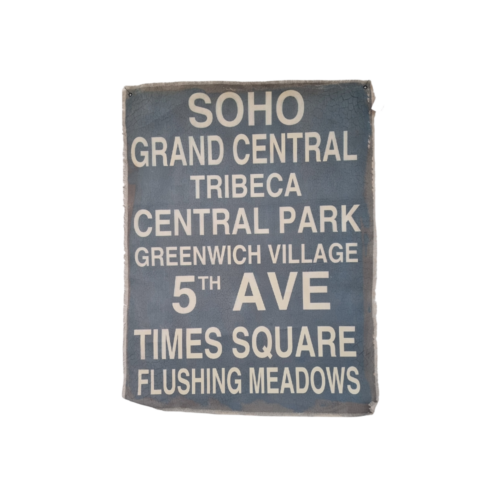 SOHO
GRAND CENTRAL
TRIBECA
CENTRAL PARK
GREENWICH VILLAGE
5TH AVE
TIMES SQUARE
FLUSHING MEADOWS